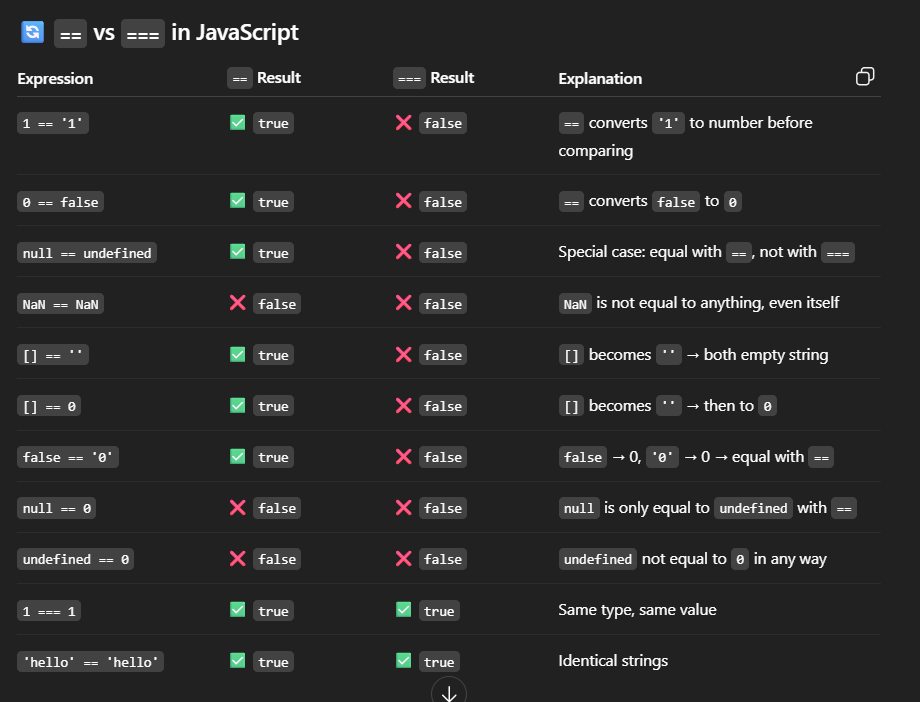 == vs === in JavaScript
Expression == Result === Result Explanation
1 == '1' ✅ true ❌ false == converts '1' to number before
comparing
0 == false ✅ true ❌ false == converts false to 0
null == undefined ✅ true ❌ false Special case: equal with ==, not with ===
NaN == NaN ❌ false ❌ false NaN is not equal to anything, even itself
[] == '' ✅ true ❌ false [] becomes '' → both empty string
[] == 0 ✅ true ❌ false [] becomes '' → then to 0
false == '0' ✅ true ❌ false false → 0, '0' → 0 → equal with ==
null == 0 ❌ false ❌ false null is only equal to undefined with ==
undefined == 0 ❌ false ❌ false undefined not equal to 0 in any way
1 === 1 ✅ true ✅ true Same type, same value
'hello' == 'hello' ✅ true ✅ true Identical strings